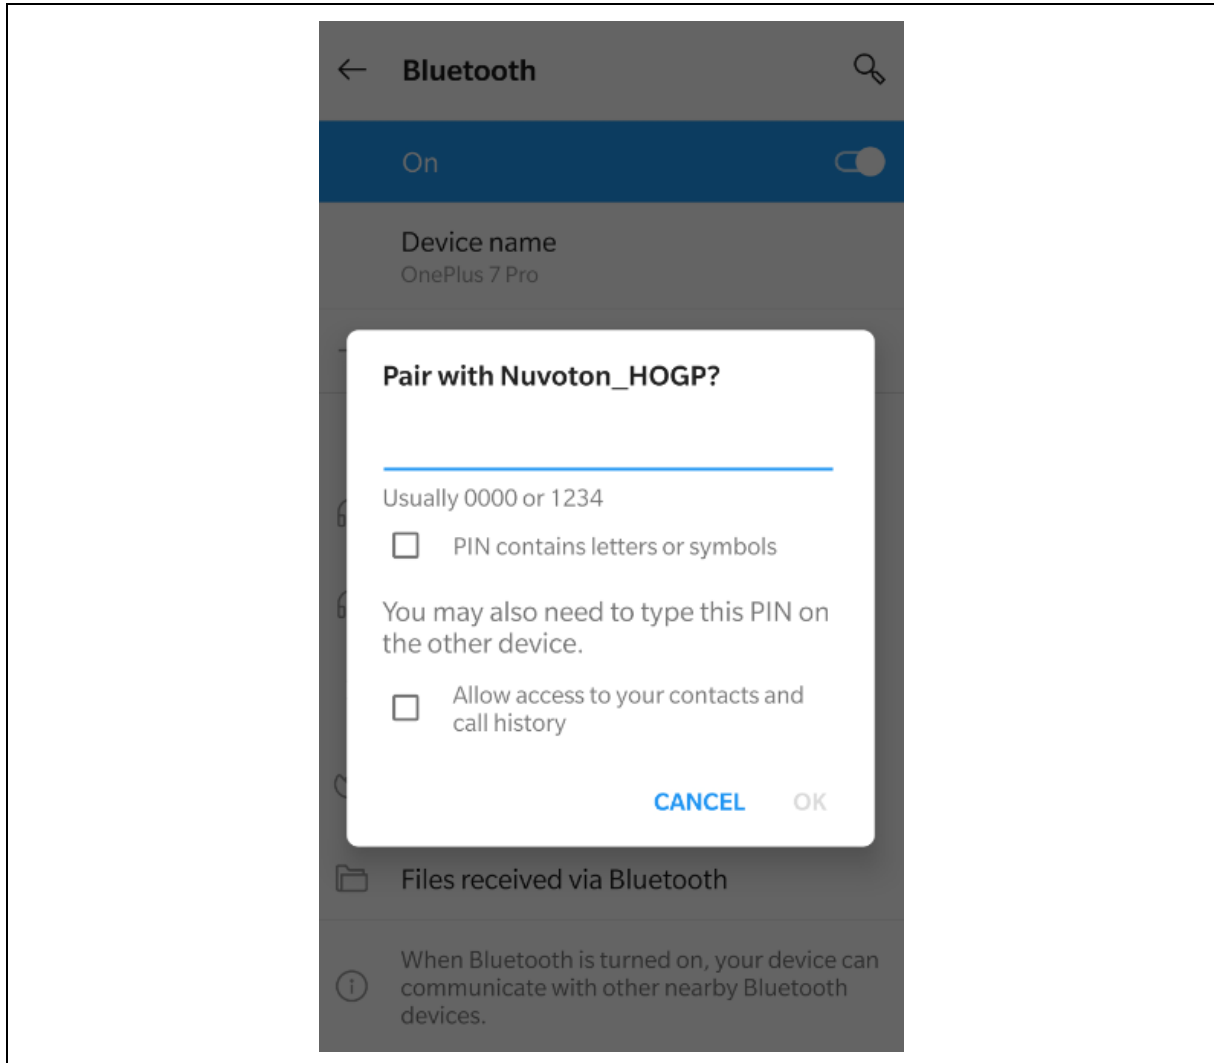 Bluetooth
On
Device name
OnePlus 7 Pro
Pair with Nuvoton_HOGP?
Usually 0000 or 1234
PIN contains letters or symbols
You may also need to type this PIN on
the other device.
Allow access to your contacts and
call history
CANCEL OK
Files received via Bluetooth
When Bluetooth is turned on, your device can
communicate with other nearby Bluetooth
devices.